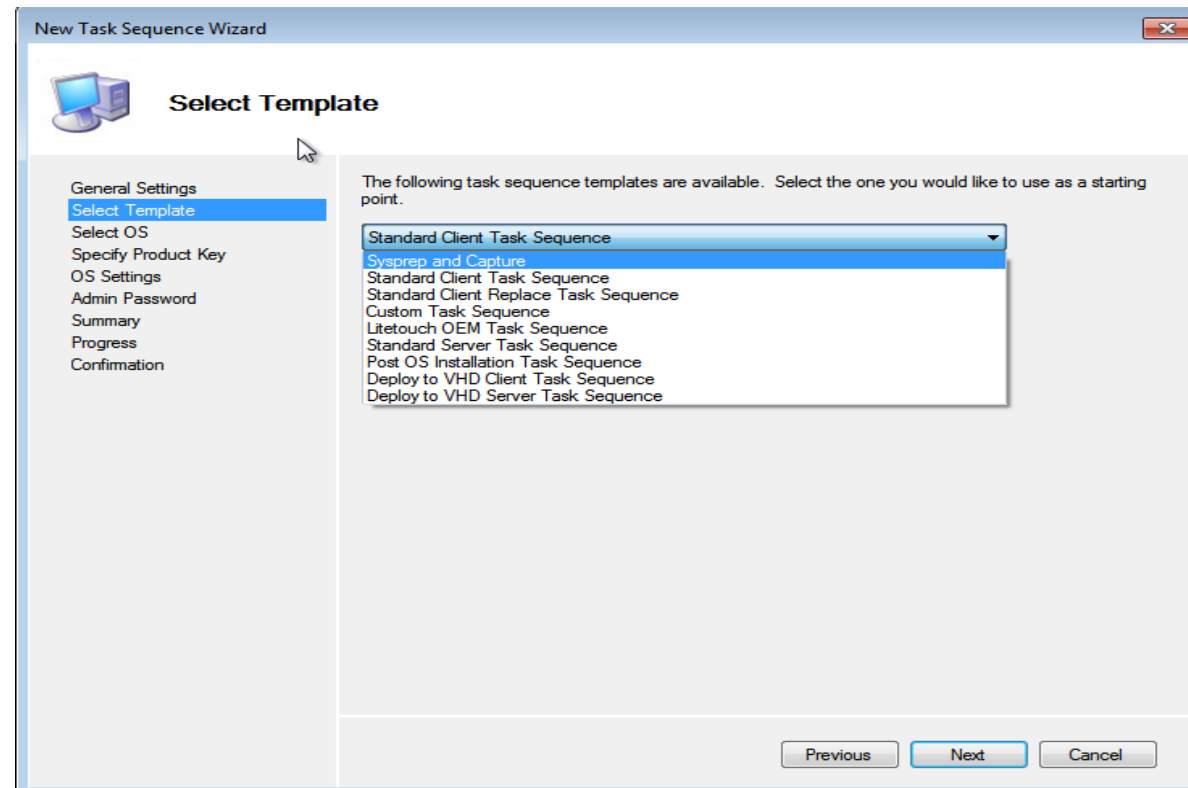 New Task Sequence Wizard
Select Template
General Settings
Select Template
Select OS
Specify Product Key
OS Settings
Admin Password
Summary
Progress
Confirmation
The following task sequence templates are available.  Select the one you would like to use as a starting
point.
Standard Client Task Sequence
Sysprep and Capture
Standard Client Task Sequence
Standard Client Replace Task Sequence
Custom Task Sequence
Litetouch OEM Task Sequence
Standard Server Task Sequence
Post OS Installation Task Sequence
Deploy to VHD Client Task Sequence
Deploy to VHD Server Task Sequence
Previous Next Cancel